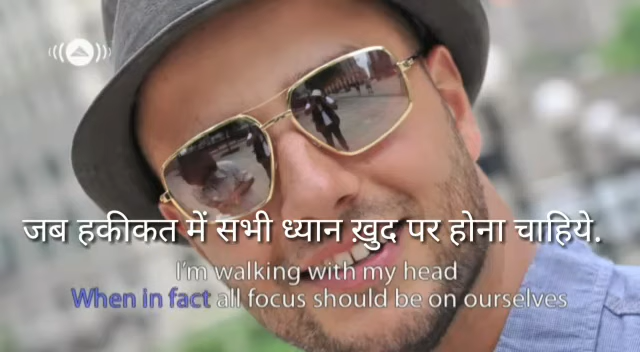 जब हकीकत में सभी ध्यान ख़ुद पर होना चाहिये.
I'm walking with my head
When in fact all focus should be on ourselves